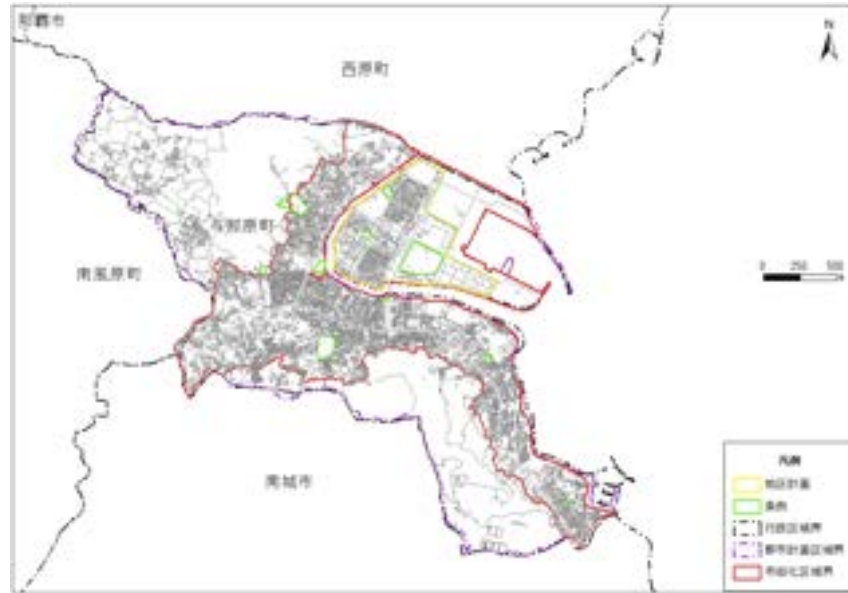 那覇市
西原町
N
与那原町
南風原町
0 250 500
南城市
凡例
地区計画
条例
行政区域界
都市計画区域界
市街化区域界